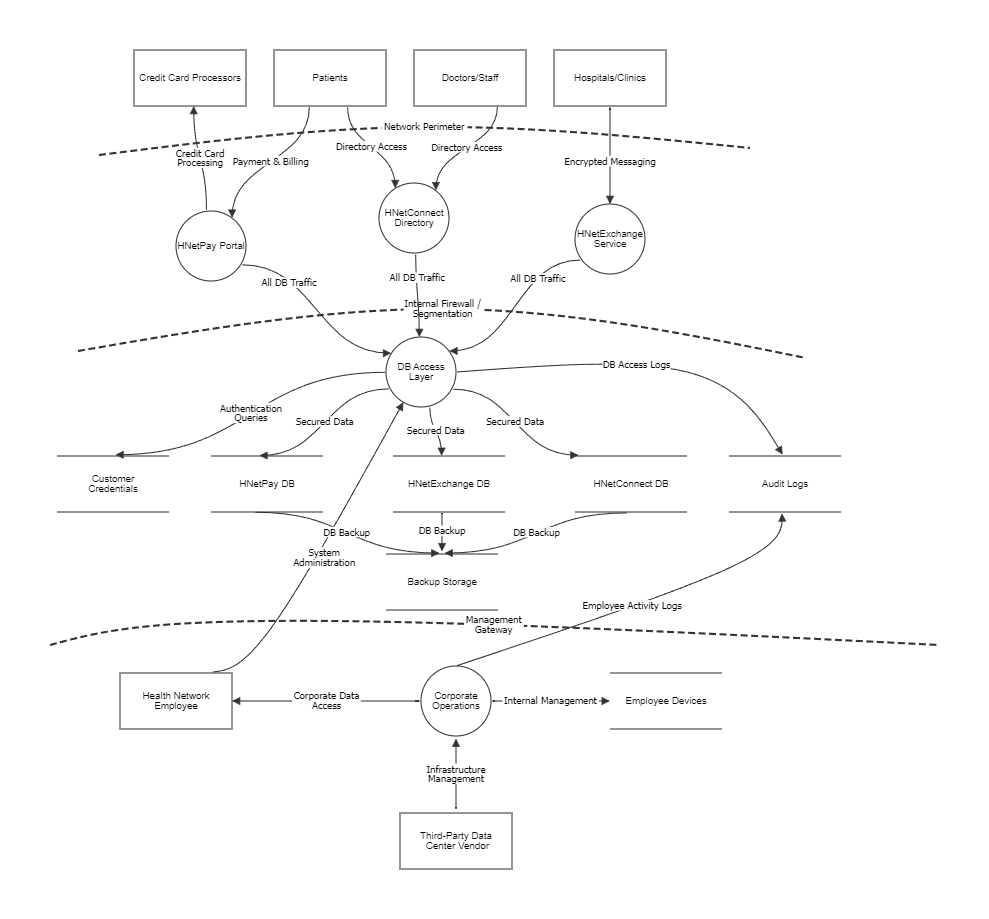 Credit Card Processors
Patients
Doctors/Staff
Hospitals/Clinics
Network Perimeter
Credit Card
Processing
Payment & Billing
Directory Access
Directory Access
Encrypted Messaging
HNetPay Portal
HNetConnect
Directory
HNetExchange
Service
All DB Traffic
All DB Traffic
All DB Traffic
Internal Firewall /
Segmentation
DB Access
Layer
DB Access Logs
Authentication
Queries
Secured Data
Secured Data
Secured Data
Customer
Credentials
HNetPay DB
HNetExchange DB
HNetConnect DB
Audit Logs
DB Backup
DB Backup
DB Backup
System
Administration
Backup Storage
Employee Activity Logs
Management
Gateway
Health Network
Employee
Corporate Data
Access
Corporate
Operations
Internal Management
Employee Devices
Infrastructure
Management
Third-Party Data
Center Vendor